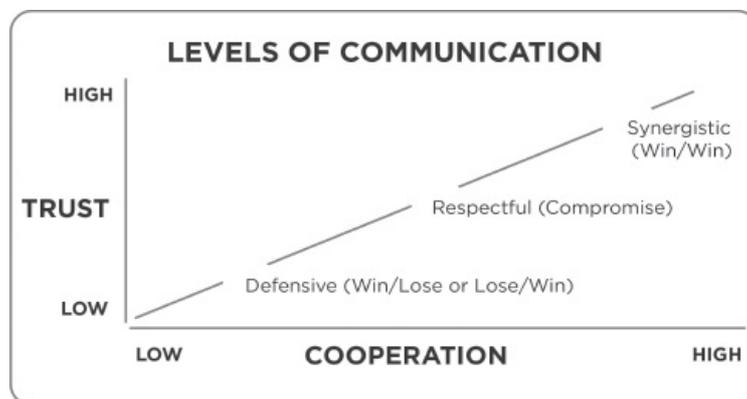 LEVELS OF COMMUNICATION
HIGH
Synergistic
(Win/Win)
TRUST
Respectful (Compromise)
Defensive (Win/Lose or Lose/Win)
LOW
LOW
COOPERATION
HIGH